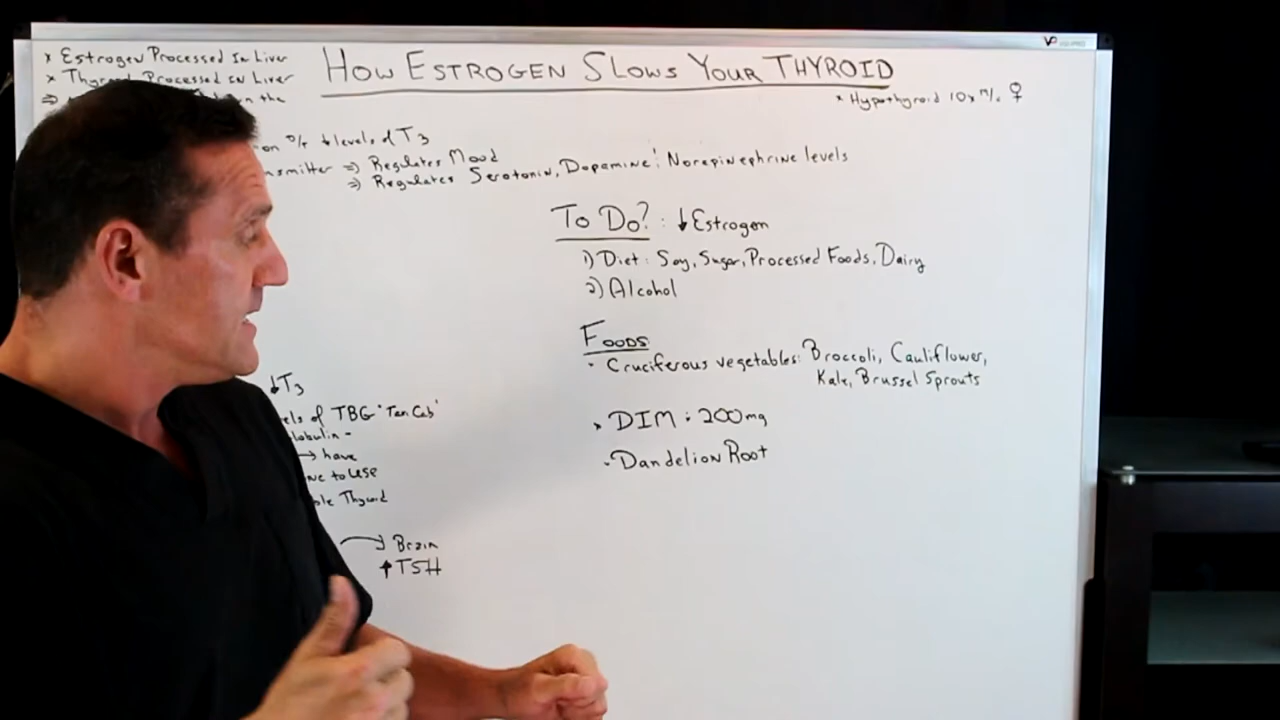 HOW ESTROGEN SLOWS YOUR THYROID
* Estrogen Processed In Liver
* Thyroid Processed in Liver
the
* Hypothyroid 10x ♀
on % ↓ levels of T3
smitter ⇒ Regulates Mood
⇒ Regulates Serotonin, Dopamine ! Norepinephrine levels
To Do? : ↓ Estrogen
1) Diet: Soy, Sugar, Processed Foods, Dairy
2) Alcohol
FOODS
· Cruciferous vegetables: Broccoli, Cauliflower,
Kale, Brussel Sprouts
· DIM : 200mg
· Dandelion Root
↓T3
els of TBG "Taxi Cab"
lobulin -
→ have
to use
Thyroid
→ Brain
↑TSH